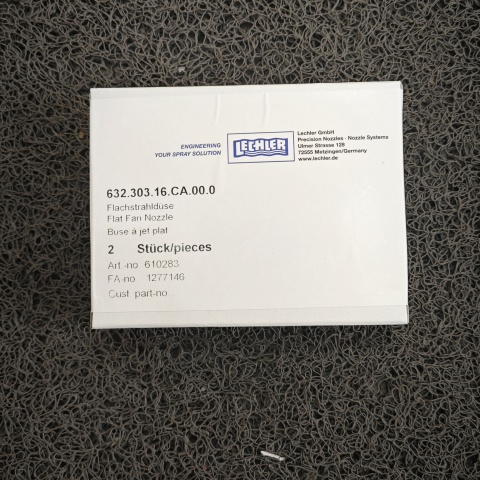 ENGINEERING
YOUR SPRAY SOLUTION
LECHLER
Lechler GmbH
Precision Nozzles · Nozzle Systems
Ulmer Strasse 128
72555 Metzingen/Germany
www.lechler.de
632.303.16.CA.00.0
Flachstrahldüse
Flat Fan Nozzle
Buse à jet plat
2 Stück/pieces
Art.-no. 610283
FA-no. 1277146
Cust. part-no.